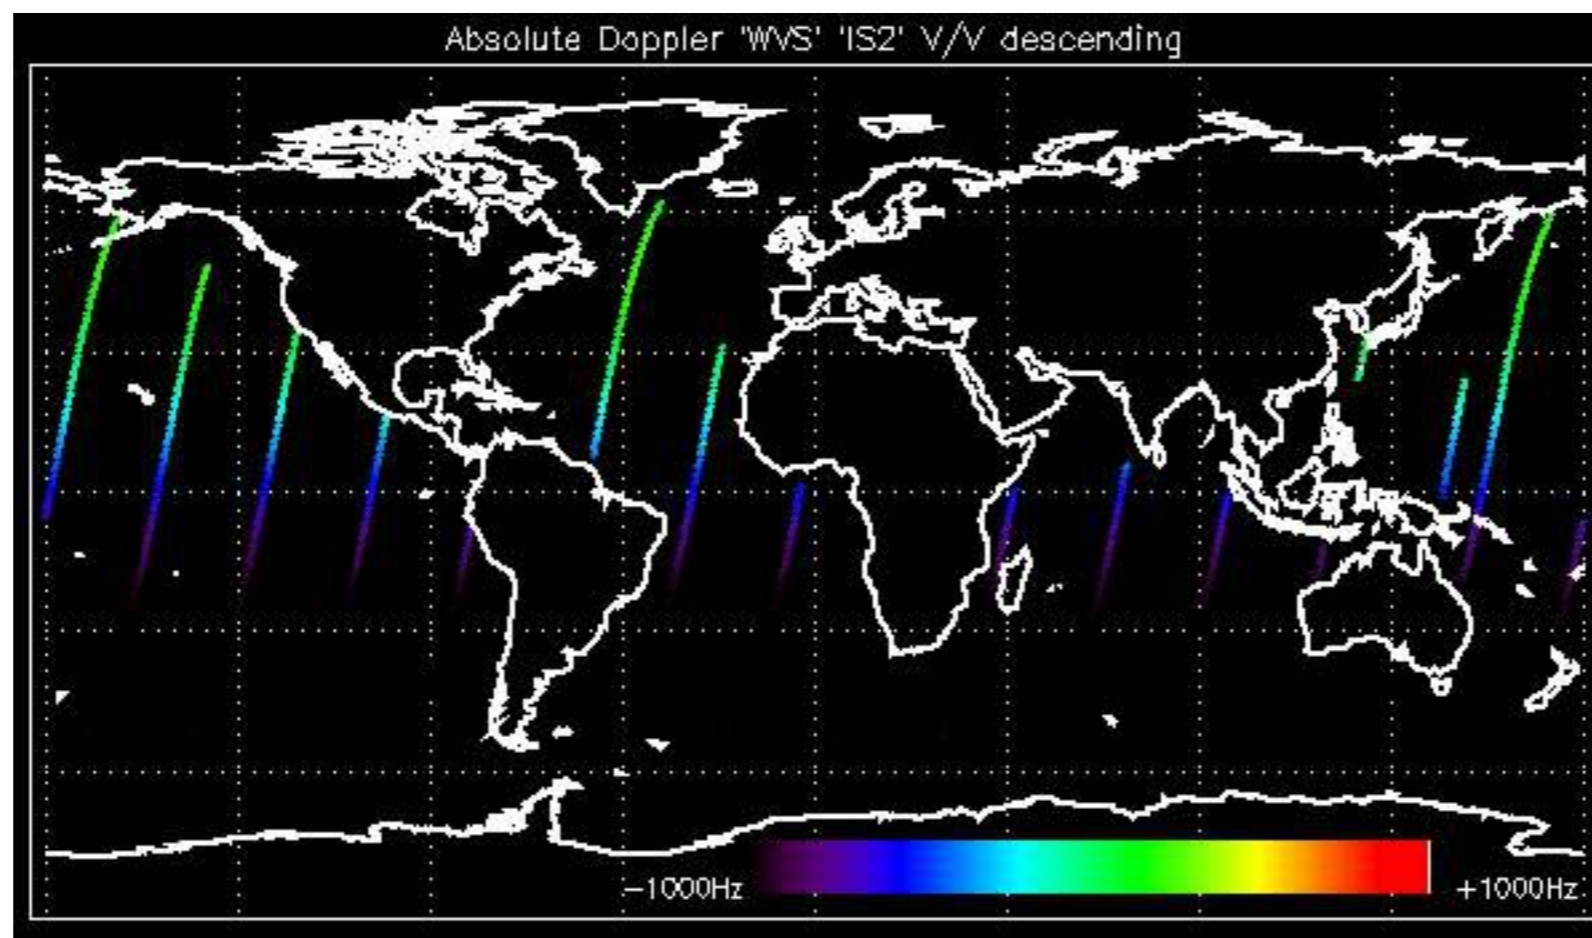 Absolute Doppler 'WVS' 'IS2' V/V descending
-1000Hz
+1000Hz